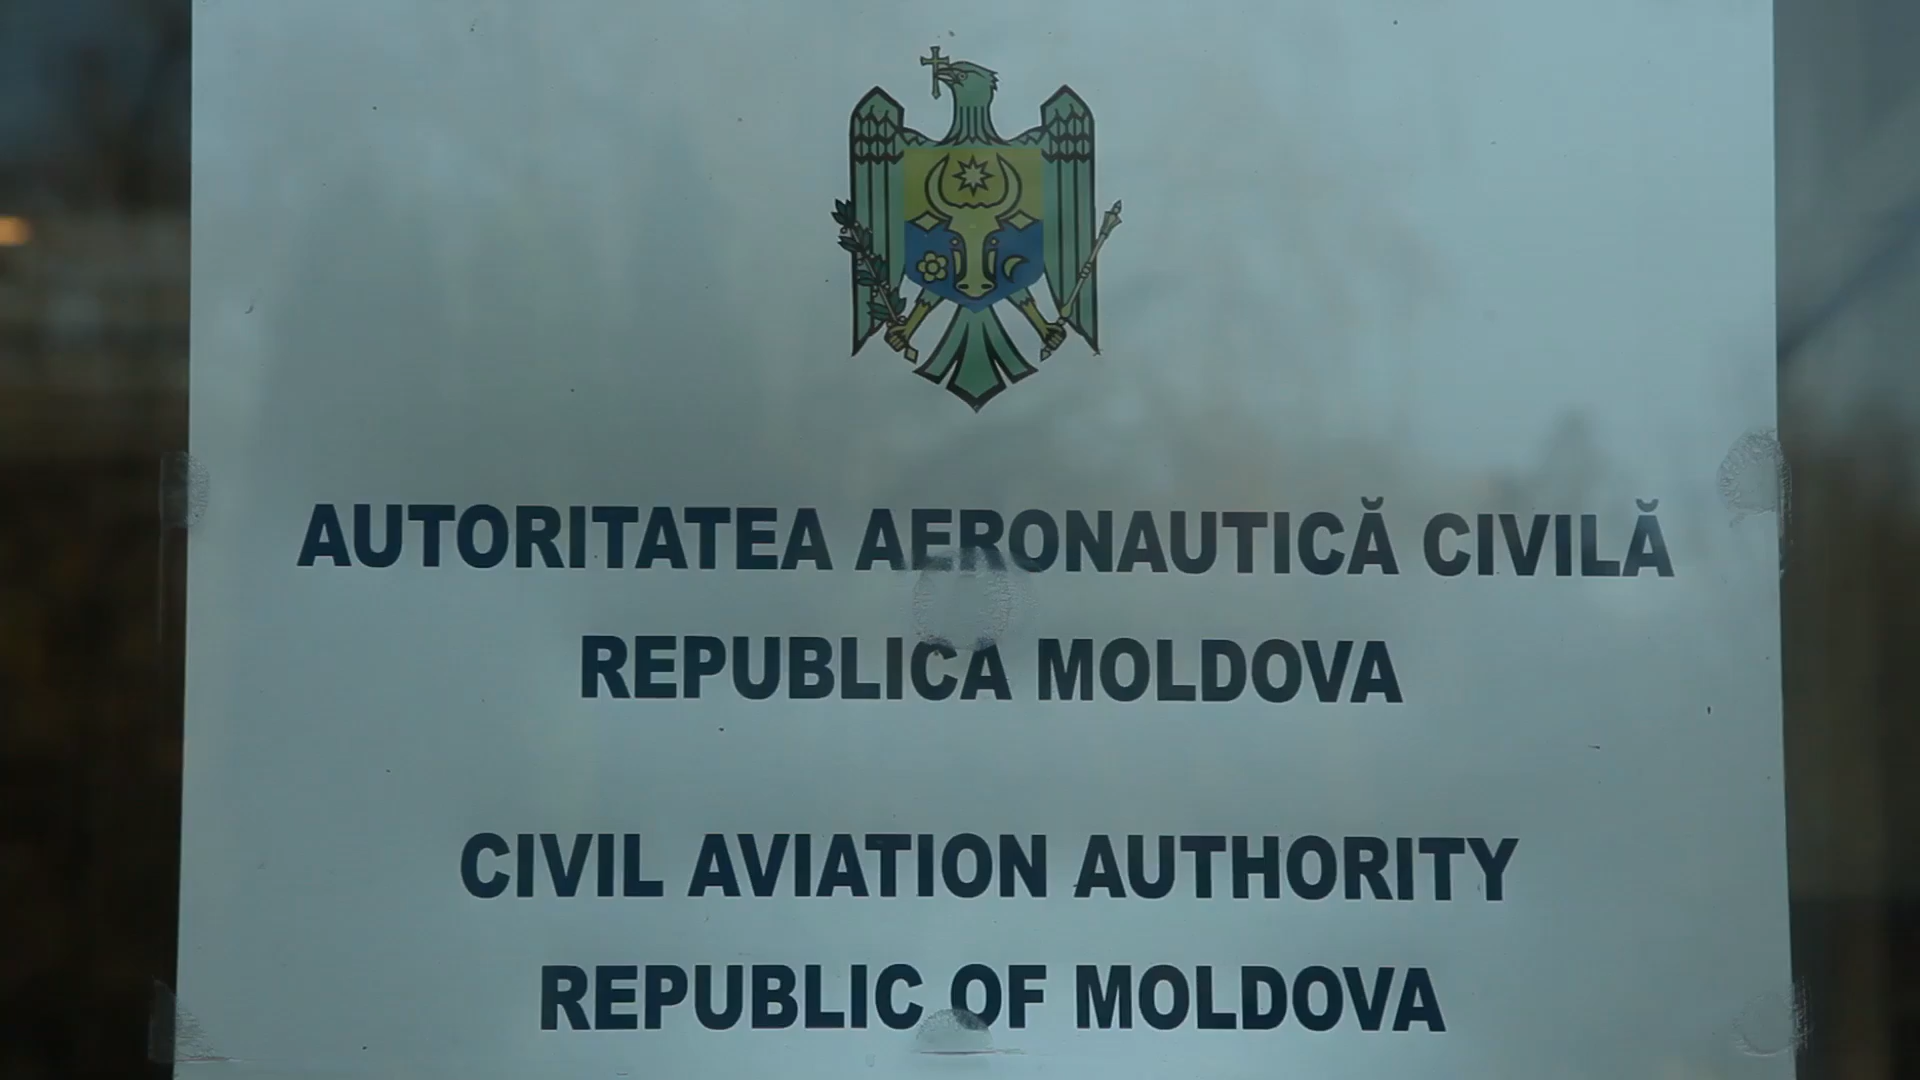 AUTORITATEA AERONAUTICĂ CIVILĂ
REPUBLICA MOLDOVA
CIVIL AVIATION AUTHORITY
REPUBLIC OF MOLDOVA